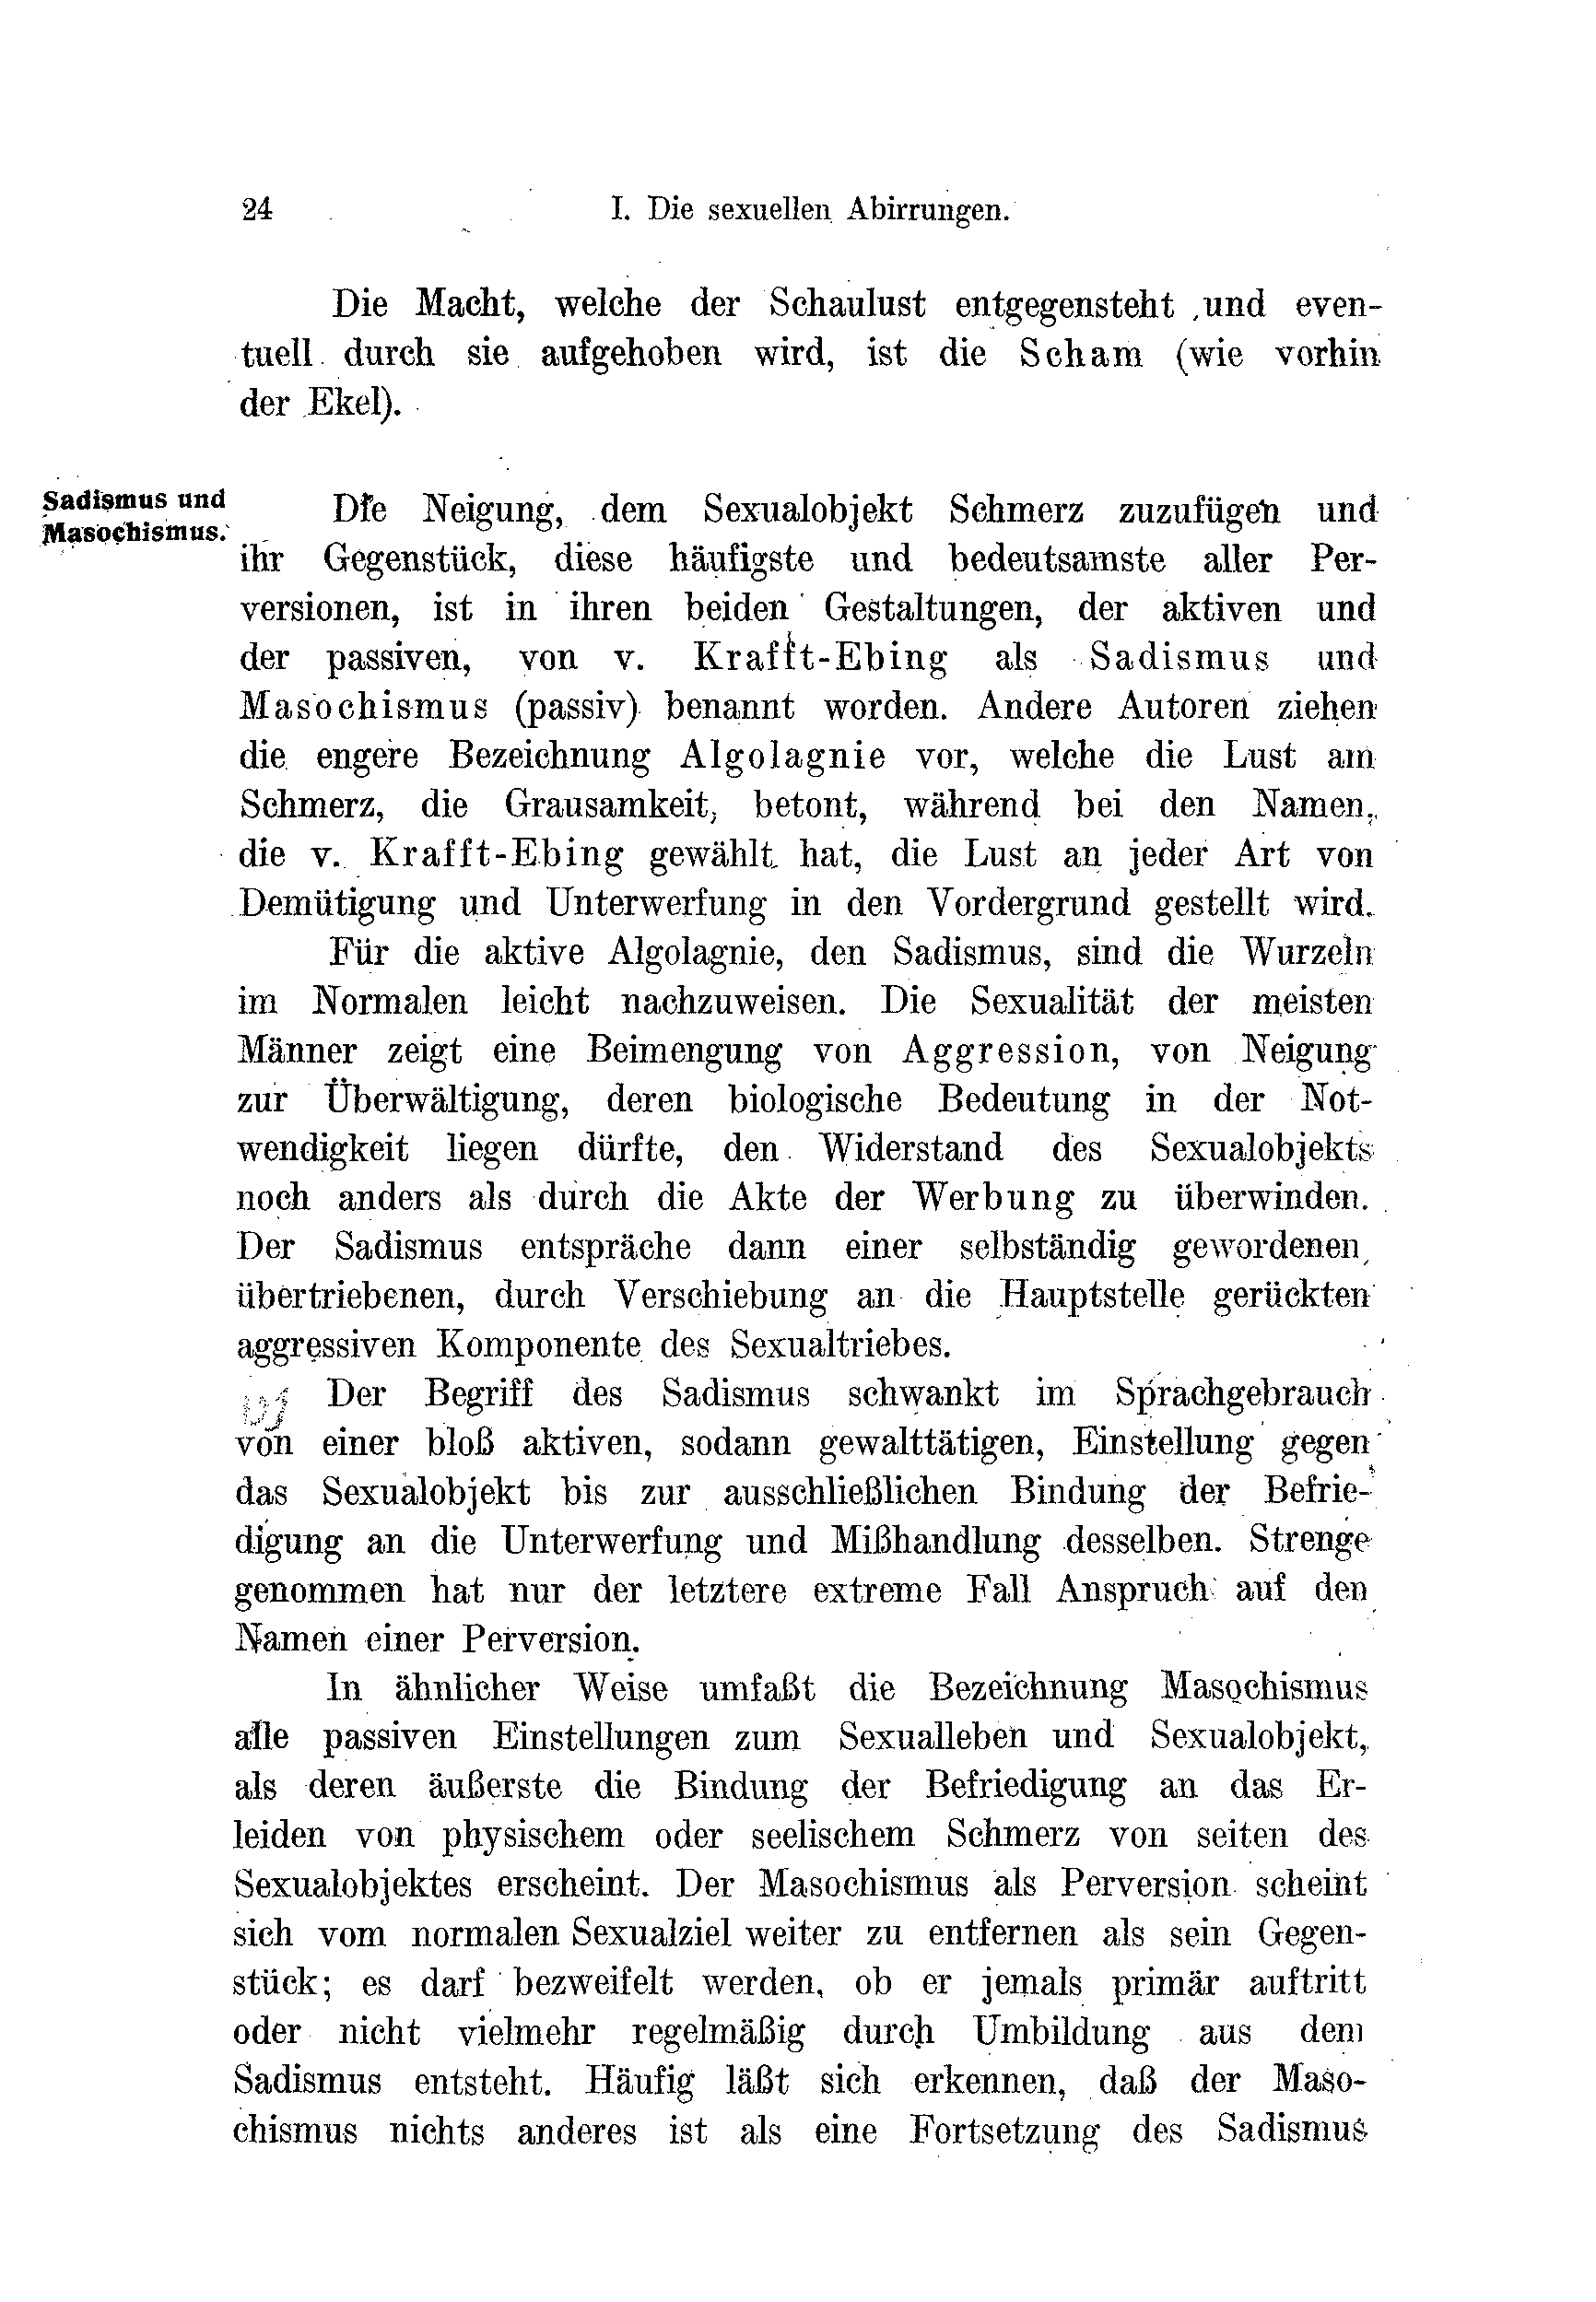 24
I. Die sexuellen Abirrungen.
Die Macht, welche der Schaulust entgegensteht und even-
tuell durch sie aufgehoben wird, ist die Scham (wie vorhin
der Ekel).
Sadismus und
Masochismus.
Die Neigung, dem Sexualobjekt Schmerz zuzufügen und
ihr Gegenstück, diese häufigste und bedeutsamste aller Per-
versionen, ist in ihren beiden Gestaltungen, der aktiven und
der passiven, von v. Krafft-Ebing als Sadismus und
Masochismus (passiv) benannt worden. Andere Autoren ziehen
die engere Bezeichnung Algolagnie vor, welche die Lust am
Schmerz, die Grausamkeit, betont, während bei den Namen,
die v. Krafft-Ebing gewählt hat, die Lust an jeder Art von
Demütigung und Unterwerfung in den Vordergrund gestellt wird.
Für die aktive Algolagnie, den Sadismus, sind die Wurzeln
im Normalen leicht nachzuweisen. Die Sexualität der meisten
Männer zeigt eine Beimengung von Aggression, von Neigung
zur Überwältigung, deren biologische Bedeutung in der Not-
wendigkeit liegen dürfte, den Widerstand des Sexualobjekts
noch anders als durch die Akte der Werbung zu überwinden.
Der Sadismus entspräche dann einer selbständig gewordenen,
übertriebenen, durch Verschiebung an die Hauptstelle gerückten
aggressiven Komponente des Sexualtriebes.
Der Begriff des Sadismus schwankt im Sprachgebrauch
von einer bloß aktiven, sodann gewalttätigen, Einstellung gegen
das Sexualobjekt bis zur ausschließlichen Bindung der Befrie-
digung an die Unterwerfung und Mißhandlung desselben. Strenge
genommen hat nur der letztere extreme Fall Anspruch auf den
Namen einer Perversion.
In ähnlicher Weise umfaßt die Bezeichnung Masochismus
alle passiven Einstellungen zum Sexualleben und Sexualobjekt,
als deren äußerste die Bindung der Befriedigung an das Er-
leiden von physischem oder seelischem Schmerz von seiten des
Sexualobjektes erscheint. Der Masochismus als Perversion scheint
sich vom normalen Sexualziel weiter zu entfernen als sein Gegen-
stück; es darf bezweifelt werden, ob er jemals primär auftritt
oder nicht vielmehr regelmäßig durch Umbildung aus dem
Sadismus entsteht. Häufig läßt sich erkennen, daß der Maso-
chismus nichts anderes ist als eine Fortsetzung des Sadismus